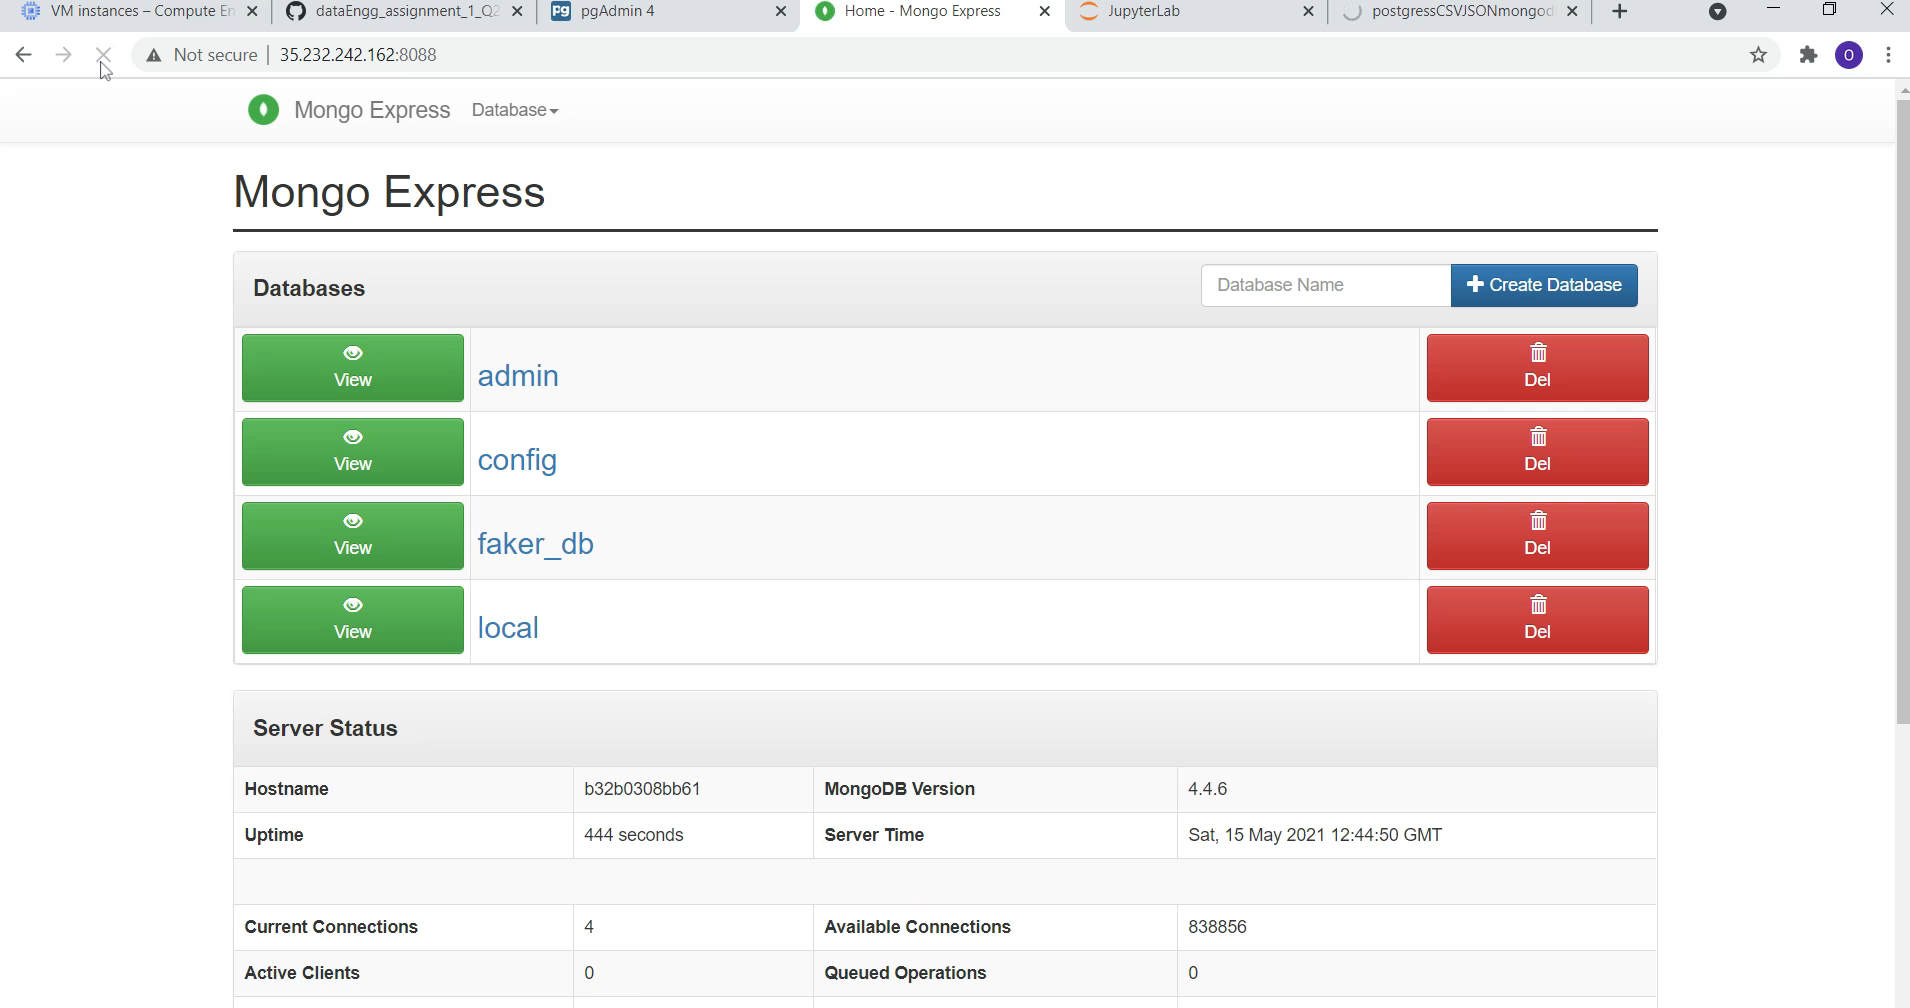 VM instances – Compute En
dataEngg_assignment_1_Q2
pgAdmin 4
Home - Mongo Express
JupyterLab
postgressCSVJSONmongod
Not secure | 35.232.242.162:8088
O
Mongo Express Database
Mongo Express
Databases
Database Name
Create Database
View
admin
Del
View
config
Del
View
faker_db
Del
View
local
Del
Server Status
Hostname b32b0308bb61 MongoDB Version 4.4.6
Uptime 444 seconds Server Time Sat, 15 May 2021 12:44:50 GMT
Current Connections 4 Available Connections 838856
Active Clients 0 Queued Operations 0